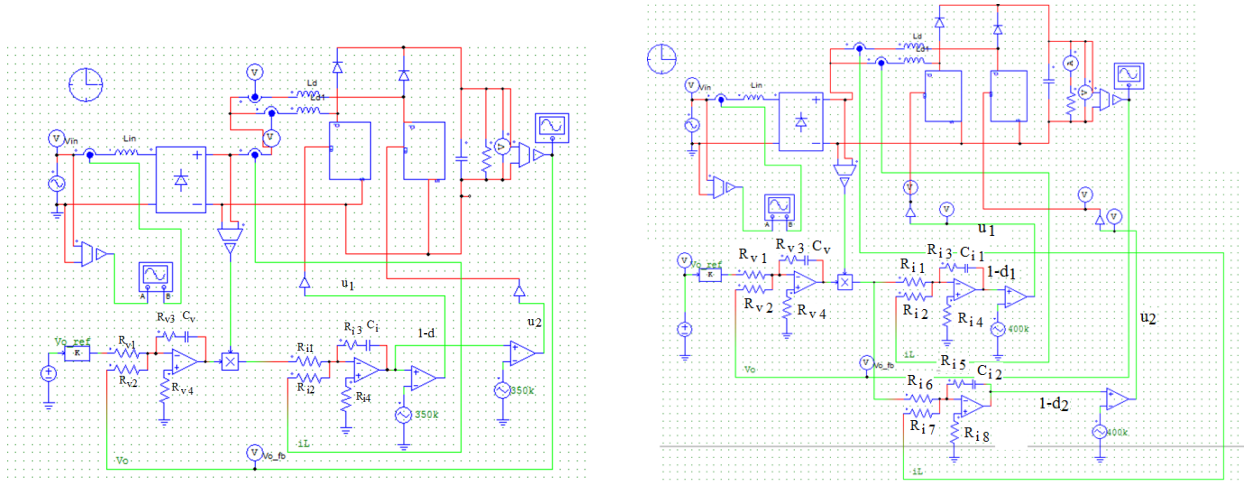 V
Ld
Ld1
V
V
Vin
Lin
V
A B
u1
u2
Rv3 Cv
Vo_ref
K
Rv1
Rv2
Rv4
X
Ri3 Ci
1-d
Ri1
Ri2
Ri4
350k
350k
iL
V
Vo_fb
Vo
Ld
Ld1
A
V
V
Vin
Lin
V
A B
V
V
V
u1
Rv3 Cv
V
Vo_ref
K
Rv1
Rv2
Rv4
X
Ri3 Ci1
Ri1
1-d1
Ri2
Ri4
400k
u2
iL
V
Vo_fb
Vo
Ri5
Ci2
Ri6
Ri7
1-d2
Ri8
400k
iL